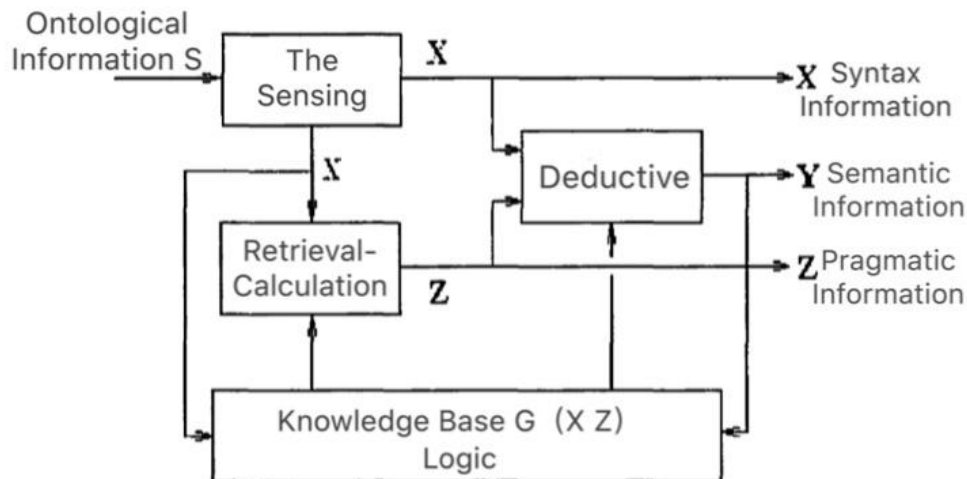 Ontological
Information S
The
Sensing
X
X Syntax
Information
X
Deductive
Y Semantic
Information
Retrieval-
Calculation
Z
Z Pragmatic
Information
Knowledge Base G (X Z)
Logic